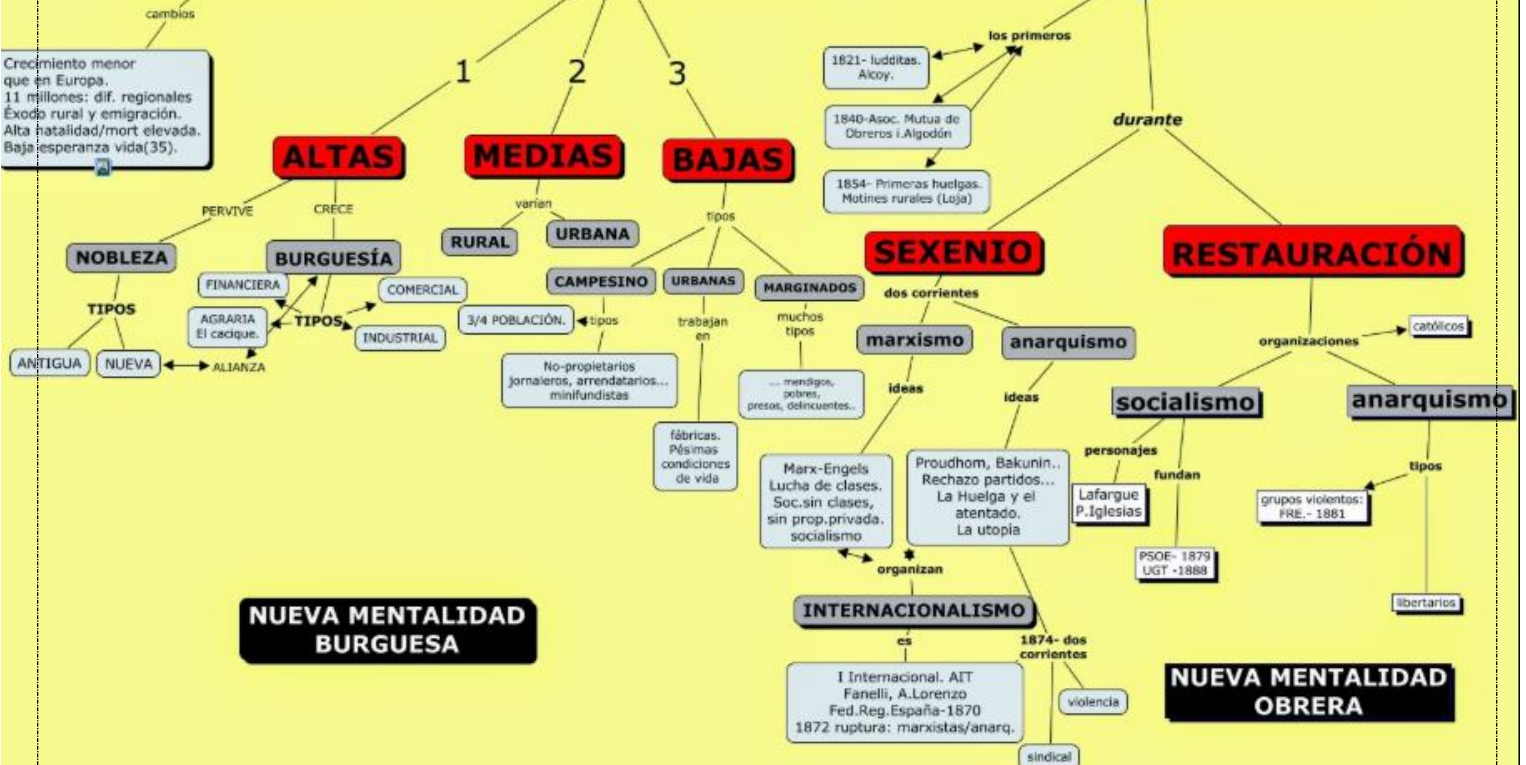 cambios
Crecimiento menor
que en Europa.
11 millones: dif. regionales
Éxodo rural y emigración.
Alta natalidad/mort elevada.
Baja esperanza vida(35).
1
2
3
ALTAS
MEDIAS
BAJAS
PERVIVE
CRECE
NOBLEZA
BURGUESÍA
TIPOS
ANTIGUA
NUEVA
ALIANZA
FINANCIERA
COMERCIAL
AGRARIA
El cacique.
TIPOS
INDUSTRIAL
varían
RURAL
URBANA
tipos
CAMPESINO
URBANAS
MARGINADOS
3/4 POBLACIÓN.
tipos
No-propietarios
jornaleros, arrendatarios...
minifundistas
trabajan
en
fábricas.
Pésimas
condiciones
de vida
muchos
tipos
... mendigos,
pobres,
presos, delincuentes..
NUEVA MENTALIDAD
BURGUESA
los primeros
1821- ludditas.
Alcoy.
1840-Asoc. Mutua de
Obreros i.Algodón
1854- Primeras huelgas.
Motines rurales (Loja)
durante
SEXENIO
RESTAURACIÓN
dos corrientes
marxismo
anarquismo
ideas
ideas
Marx-Engels
Lucha de clases.
Soc.sin clases,
sin prop.privada.
socialismo
Proudhom, Bakunin..
Rechazo partidos...
La Huelga y el
atentado.
La utopia
organizan
INTERNACIONALISMO
es
I Internacional. AIT
Fanelli, A.Lorenzo
Fed.Reg.España-1870
1872 ruptura: marxistas/anarq.
1874- dos
corrientes
violencia
sindical
organizaciones
católicos
socialismo
anarquismo
personajes
Lafargue
P.Iglesias
fundan
PSOE- 1879
UGT -1888
tipos
grupos violentos:
FRE.- 1881
libertarios
NUEVA MENTALIDAD
OBRERA